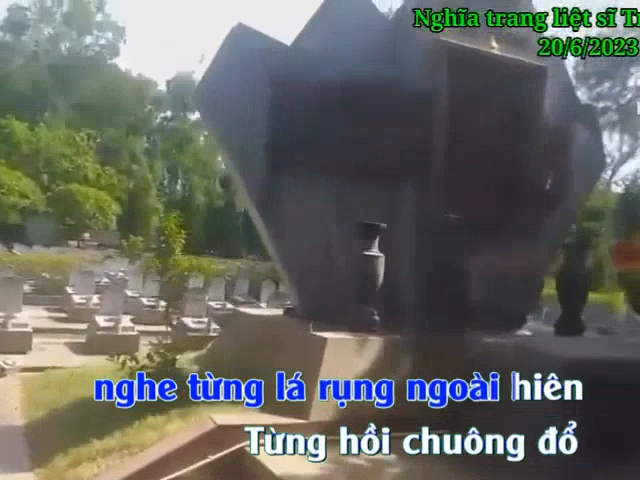 Nghĩa trang liệt sĩ
20/6/2023
nghe từng lá rụng ngoài hiên
Từng hồi chuông đổ